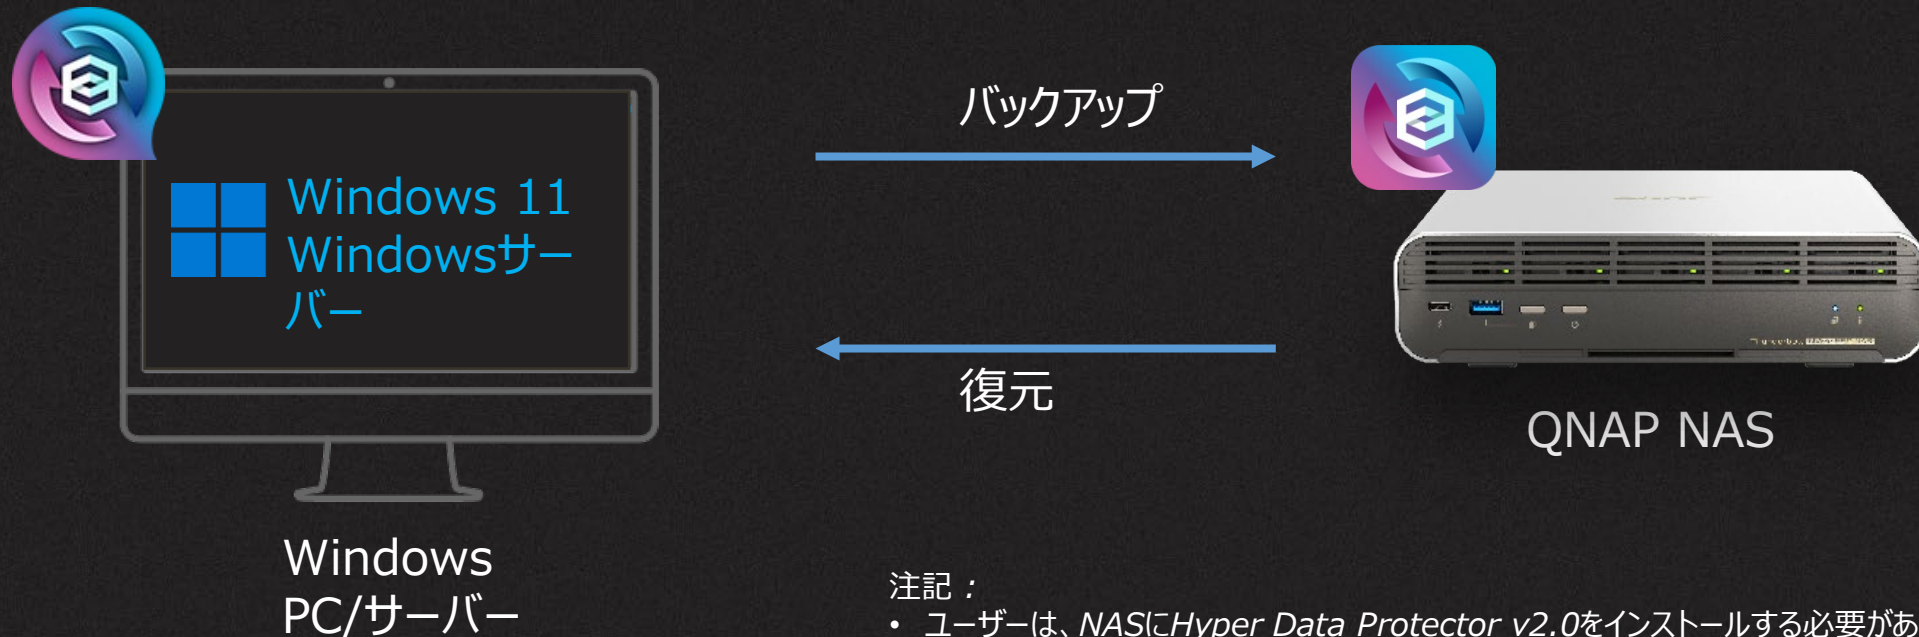 Windows 11
Windowsサー
バー
バックアップ
復元
QNAP NAS
Windows
PC/サーバー
注記：
• ユーザーは、NASにHyper Data Protector v2.0をインストールする必要があ